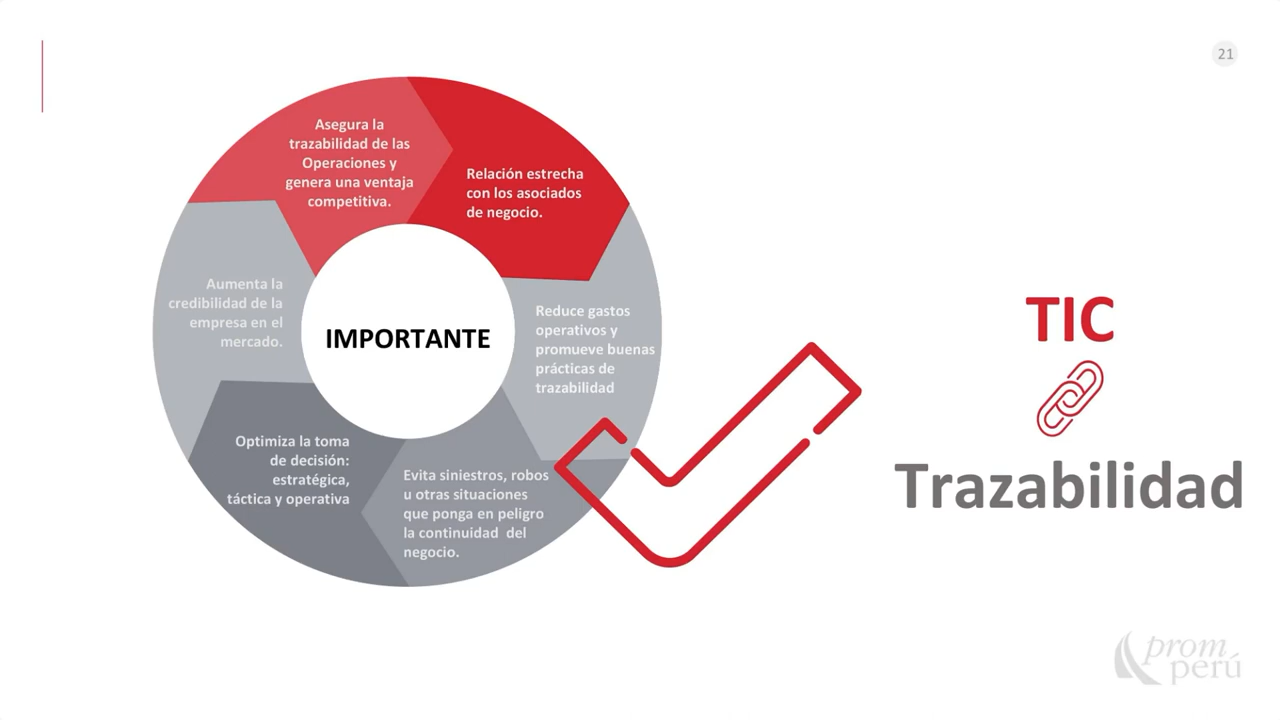 21
Asegura la
trazabilidad de las
Operaciones y
genera una ventaja
competitiva.
Relación estrecha
con los asociados
de negocio.
Reduce gastos
operativos y
promueve buenas
prácticas de
trazabilidad
Evita siniestros, robos
u otras situaciones
que ponga en peligro
la continuidad del
negocio.
Optimiza la toma
de decisión:
estratégica,
táctica y operativa
Aumenta la
credibilidad de la
empresa en el
mercado.
IMPORTANTE
TIC
Trazabilidad
prom
perú